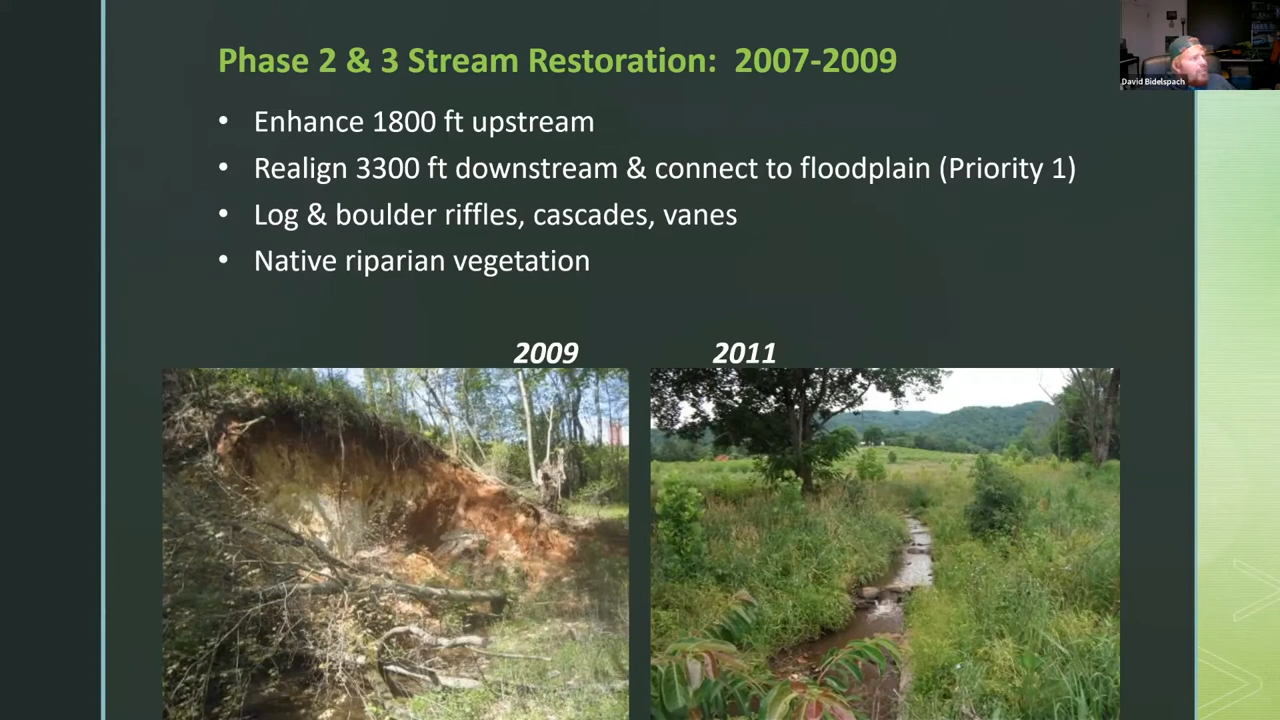 Phase 2 & 3 Stream Restoration: 2007-2009
David Bidelspach
• Enhance 1800 ft upstream
• Realign 3300 ft downstream & connect to floodplain (Priority 1)
• Log & boulder riffles, cascades, vanes
• Native riparian vegetation
2009
2011